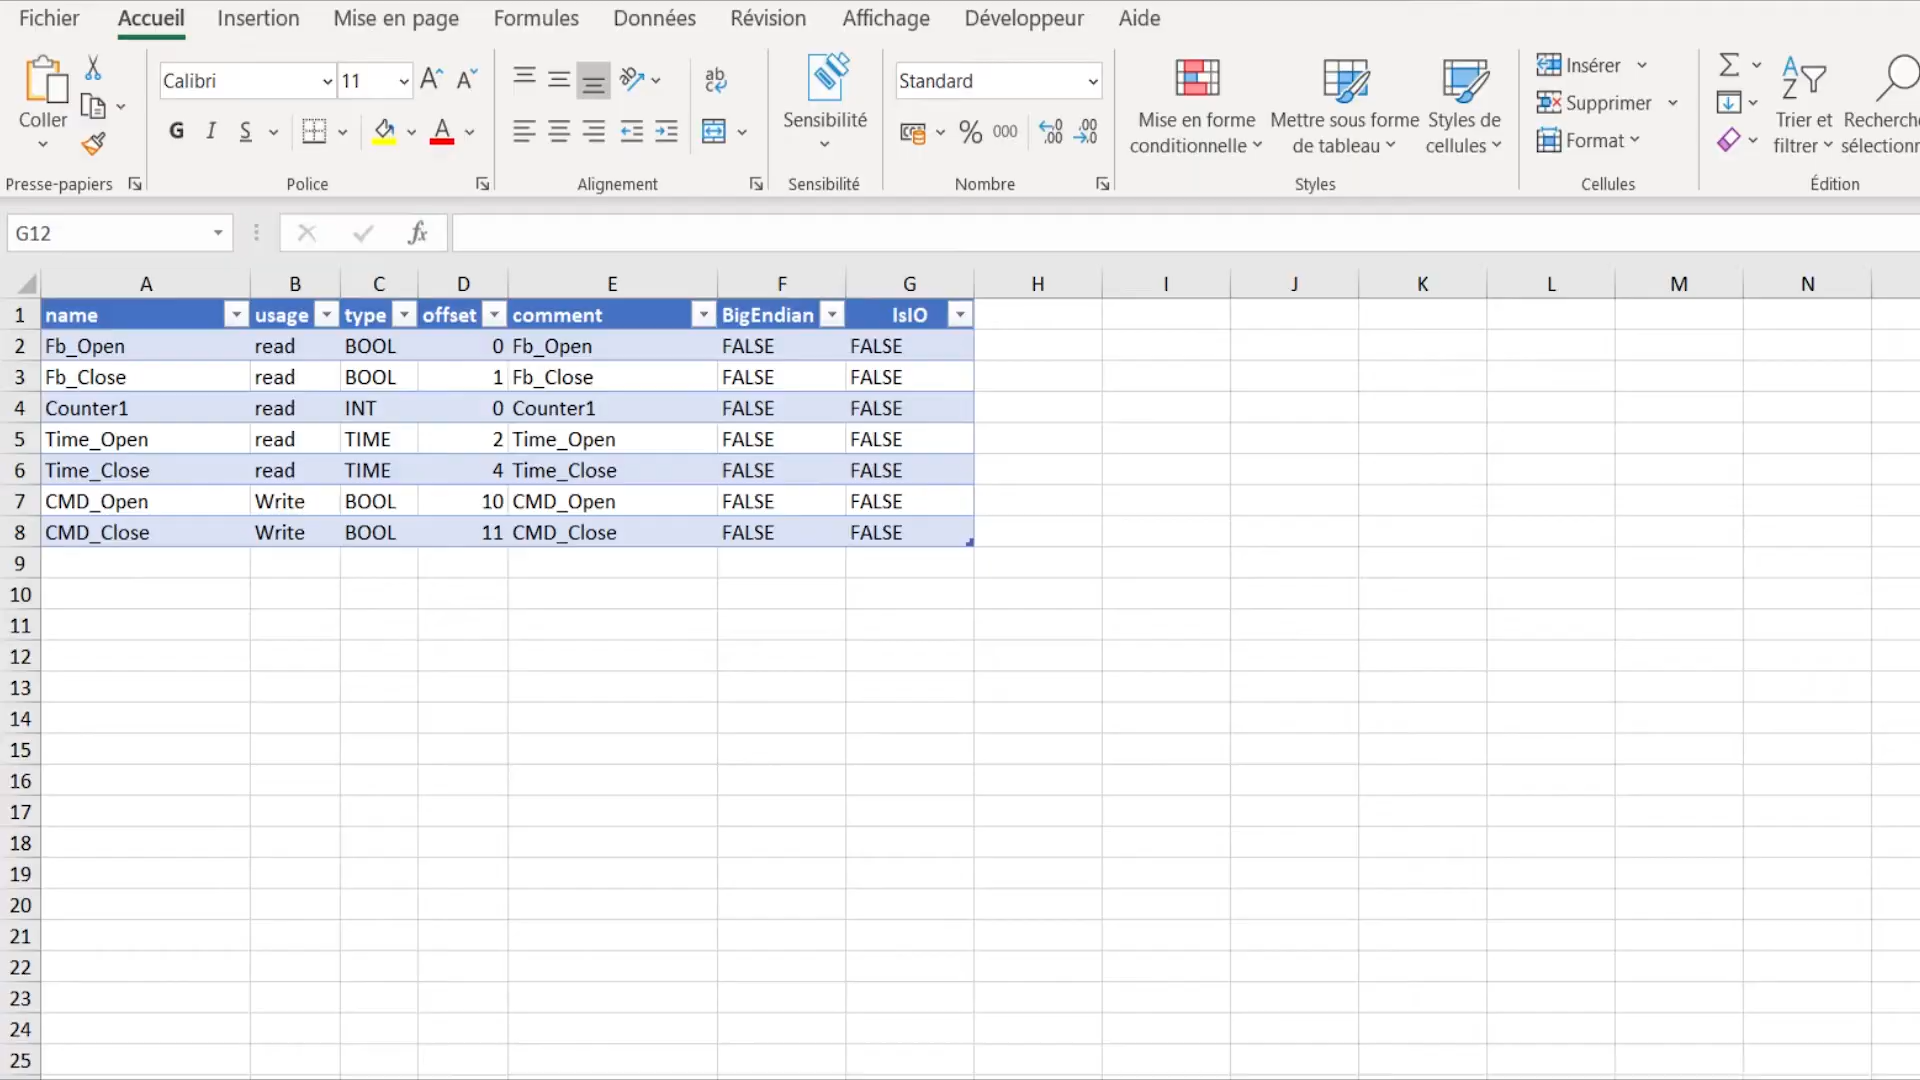 Fichier Accueil Insertion Mise en page Formules Données Révision Affichage Développeur Aide
Coller
Presse-papiers
Calibri 11
G I S
Police
Alignement
Sensibilité
Sensibilité
Standard
% 000
Nombre
Mise en forme conditionnelle
Mettre sous forme de tableau
Styles de cellules
Styles
Insérer
Supprimer
Format
Cellules
Trier et filtrer
Édition
G12
fx
A B C D E F G H I J K L M N
1 name usage type offset comment BigEndian IsIO
2 Fb_Open read BOOL 0 Fb_Open FALSE FALSE
3 Fb_Close read BOOL 1 Fb_Close FALSE FALSE
4 Counter1 read INT 0 Counter1 FALSE FALSE
5 Time_Open read TIME 2 Time_Open FALSE FALSE
6 Time_Close read TIME 4 Time_Close FALSE FALSE
7 CMD_Open Write BOOL 10 CMD_Open FALSE FALSE
8 CMD_Close Write BOOL 11 CMD_Close FALSE FALSE
9
10
11
12
13
14
15
16
17
18
19
20
21
22
23
24
25